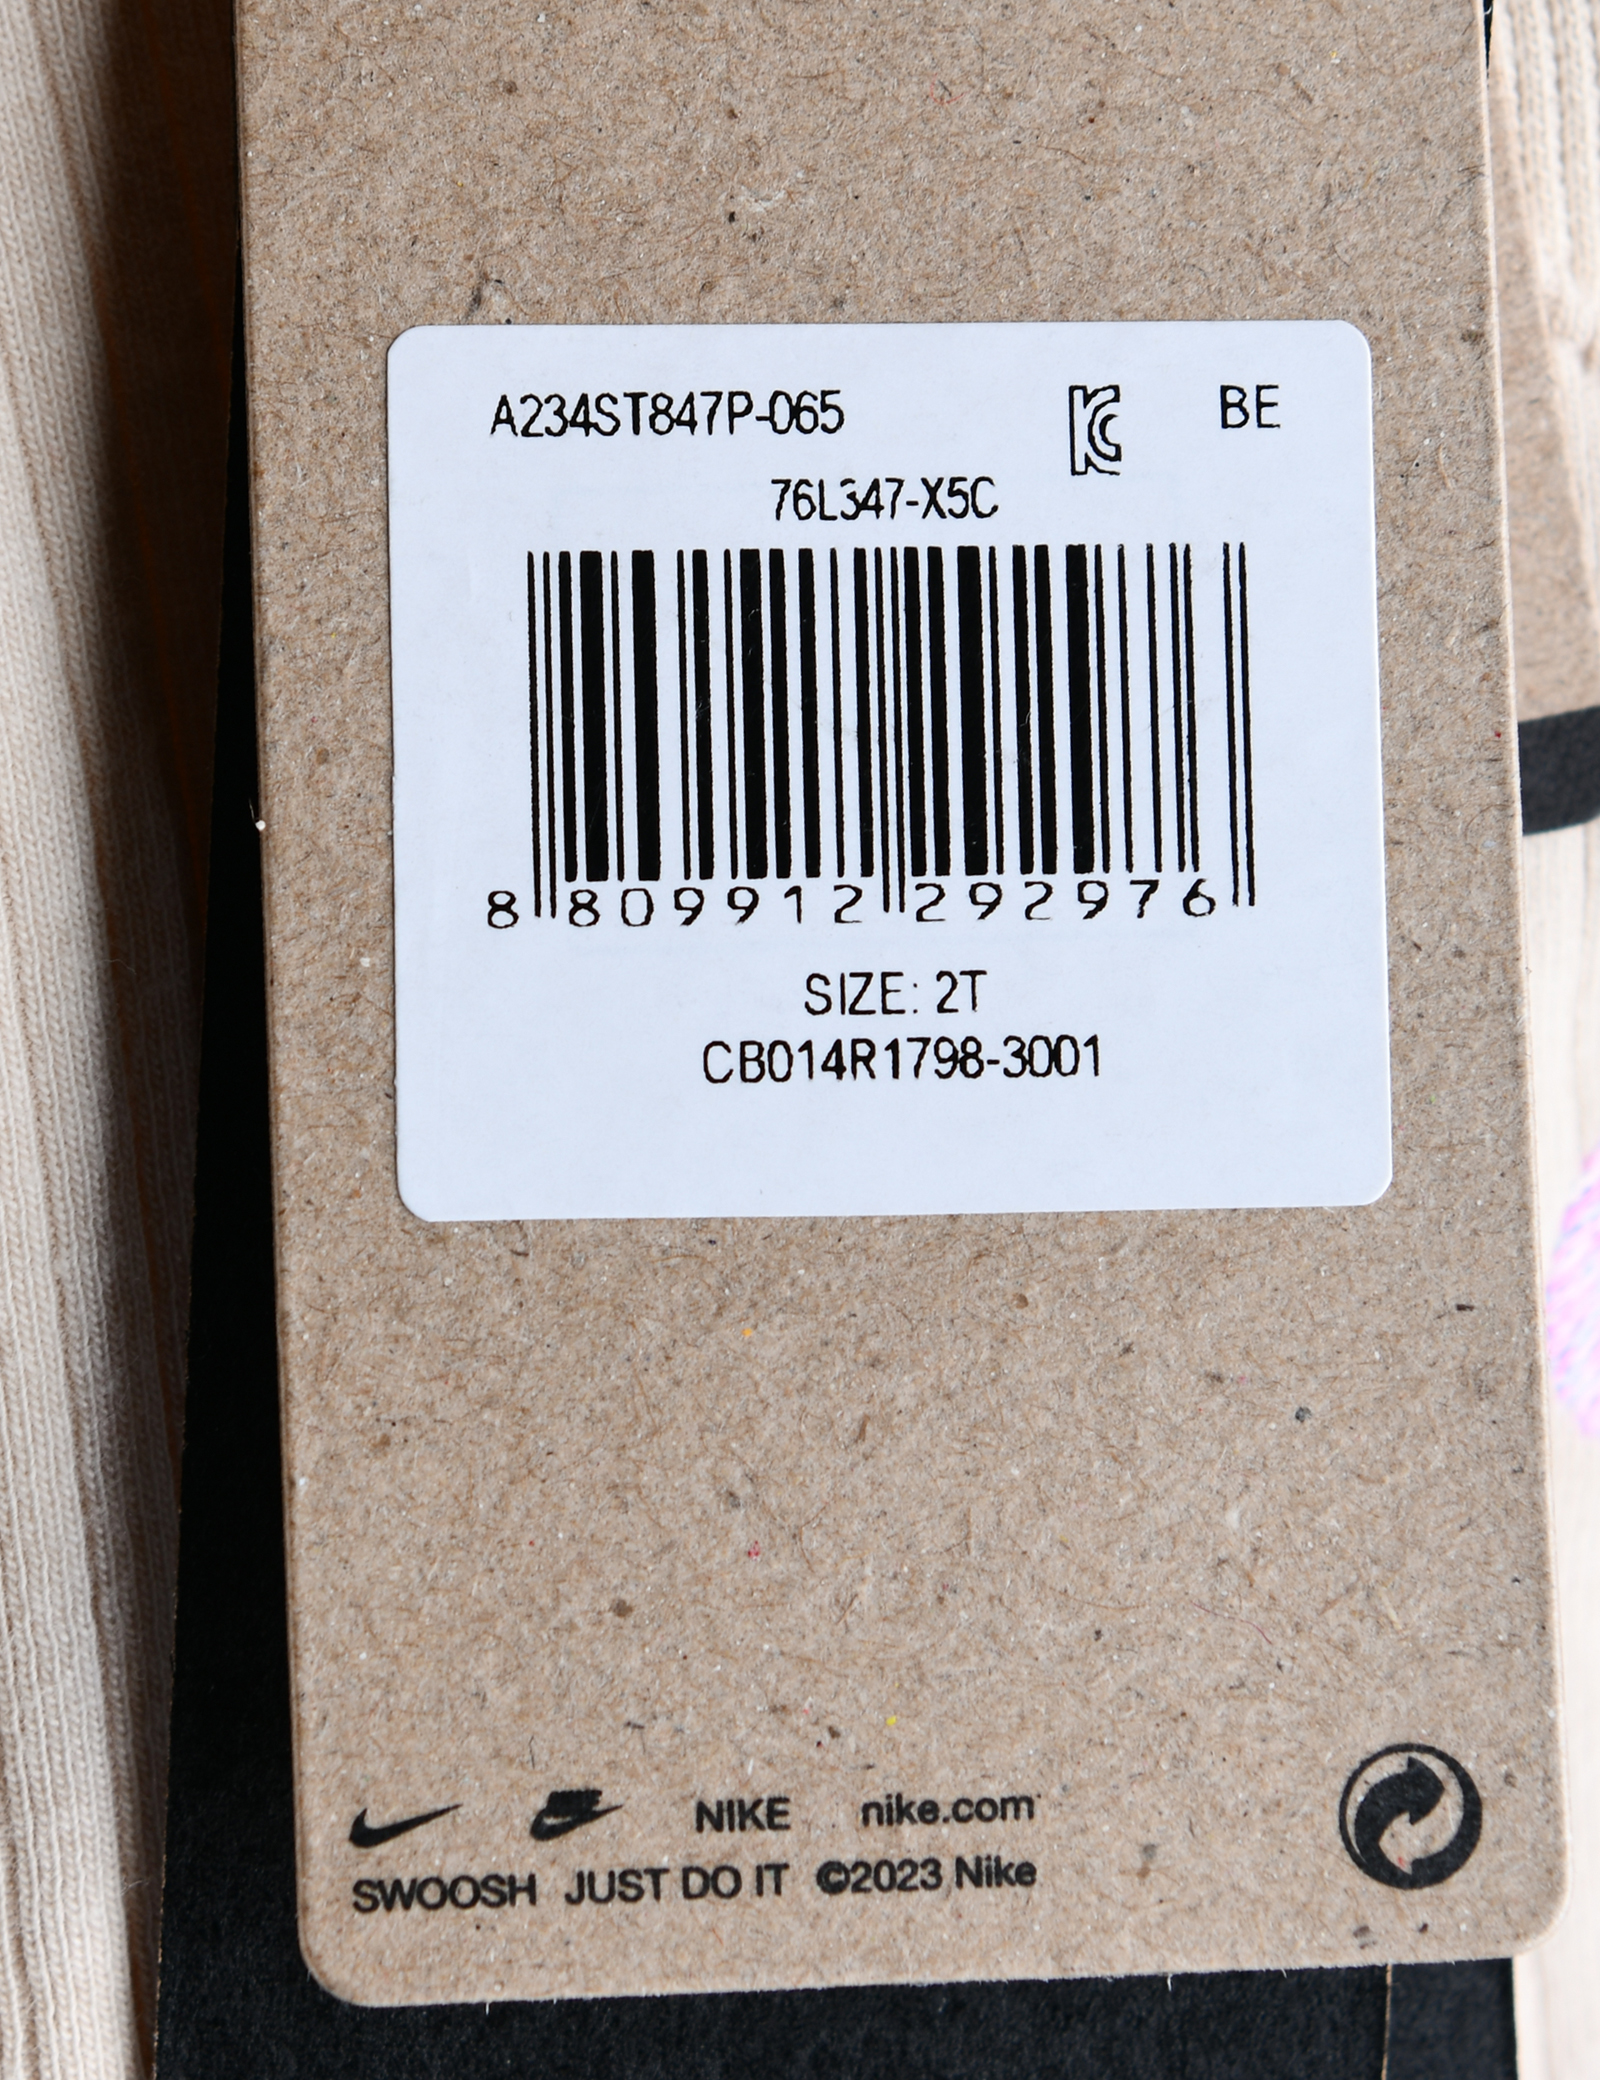 A234ST847P-065 BE
76L347-X5C
8 809912 292976
SIZE: 2T
CB014R1798-3001
NIKE nike.com
SWOOSH JUST DO IT ©2023 Nike